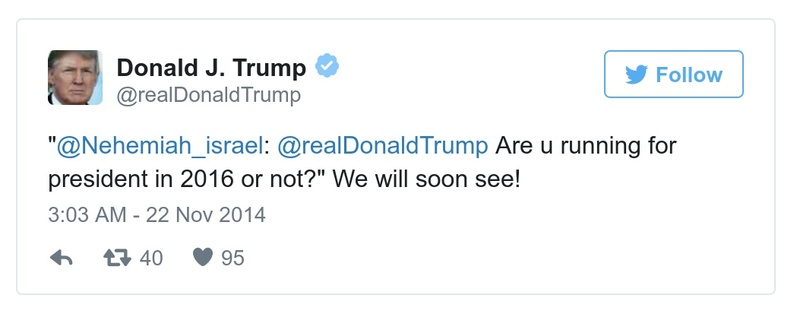 Donald J. Trump
@realDonaldTrump
Follow
"@Nehemiah_israel: @realDonaldTrump Are u running for
president in 2016 or not?" We will soon see!
3:03 AM - 22 Nov 2014
40 95